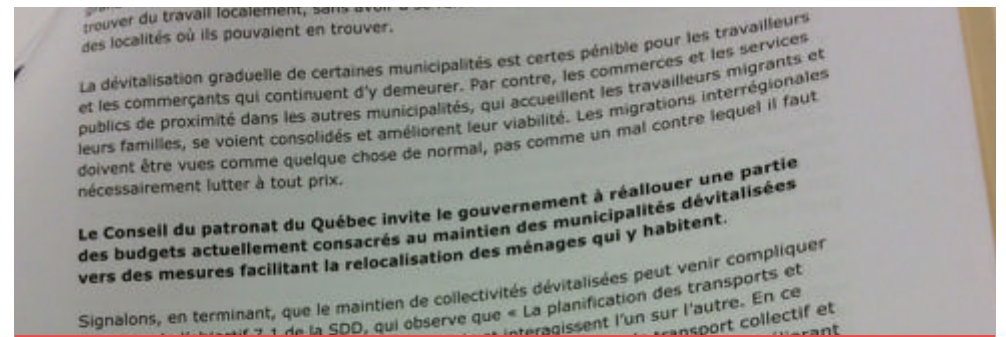 trouver du travail localement, sans avoir à
des localités où ils pouvaient en trouver.
La dévitalisation graduelle de certaines municipalités est certes pénible pour les travailleurs
et les commerçants qui continuent d'y demeurer. Par contre, les commerces et les services
publics de proximité dans les autres municipalités, qui accueillent les travailleurs migrants et
leurs familles, se voient consolidés et améliorent leur viabilité. Les migrations interrégionales
doivent être vues comme quelque chose de normal, pas comme un mal contre lequel il faut
nécessairement lutter à tout prix.
Le Conseil du patronat du Québec invite le gouvernement à réallouer une partie
des budgets actuellement consacrés au maintien des municipalités dévitalisées
vers des mesures facilitant la relocalisation des ménages qui y habitent.
Signalons, en terminant, que le maintien de collectivités dévitalisées peut venir compliquer
7.1 de la SDD, qui observe que « La planification des transports et
interagissent l'un sur l'autre. En ce
transport collectif et